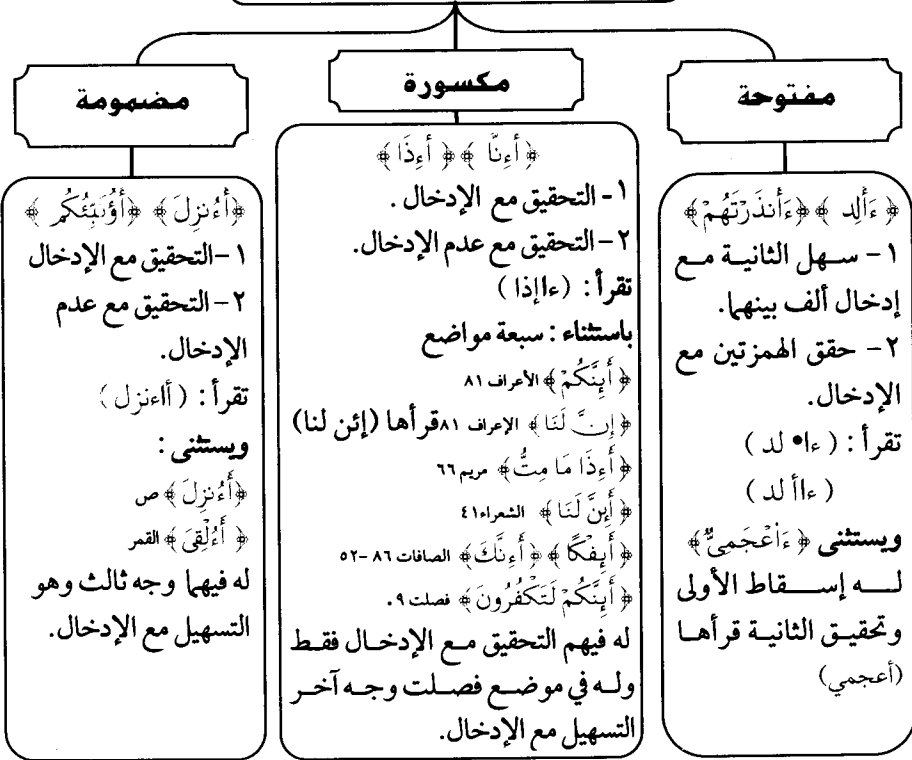 مفتوحة
﴿ ءَأَلِد ﴾ ﴿ءَأَنذَرْتَهُمْ﴾
١- سهل الثانية مع
إدخال ألف بينهما.
٢- حقق الهمزتين مع
الإدخال.
تقرأ : ( ءا• لد )
( ءاأ لد )
ويستثنى ﴿ ءَاْعْجَمِىٌّ ﴾
له إسقاط الأولى
وتحقيق الثانية قرأها
(أعجمي)
مكسورة
﴿ أَءِنَّا ﴾ ﴿ أَءِذَا ﴾
١- التحقيق مع الإدخال .
٢- التحقيق مع عدم الإدخال.
تقرأ : ( ءاإذا )
باستثناء : سبعة مواضع
﴿ أَئِنَّكُمْ ﴾ الأعراف ٨١
﴿ إِنَّ لَنَا ﴾ الإعراف ٨١ قرأها (إئن لنا)
﴿ أَءِذَا مَا مِتُّ ﴾ مريم ٦٦
﴿ أَئِنَّ لَنَا ﴾ الشعراء ٤١
﴿ أَئِفْكًا ﴾ ﴿ أَءِنَّكَ ﴾ الصافات ٨٦ -٥٢
﴿ أَئِنَّكُمْ لَتَكْفُرُونَ ﴾ فصلت ٩.
له فيهم التحقيق مع الإدخال فقط
وله في موضع فصلت وجه آخر
التسهيل مع الإدخال.
مضمومة
﴿أَءُنزِلَ﴾ ﴿أَؤُنَبِّئُكُم ﴾
١-التحقيق مع الإدخال
٢- التحقيق مع عدم
الإدخال.
تقرأ : ( أاءنزل )
ويستثنى :
﴿أَءُنزِلَ ﴾ ص
﴿ أَءُلْقِىَ ﴾ القمر
له فيهما وجه ثالث وهو
التسهيل مع الإدخال.